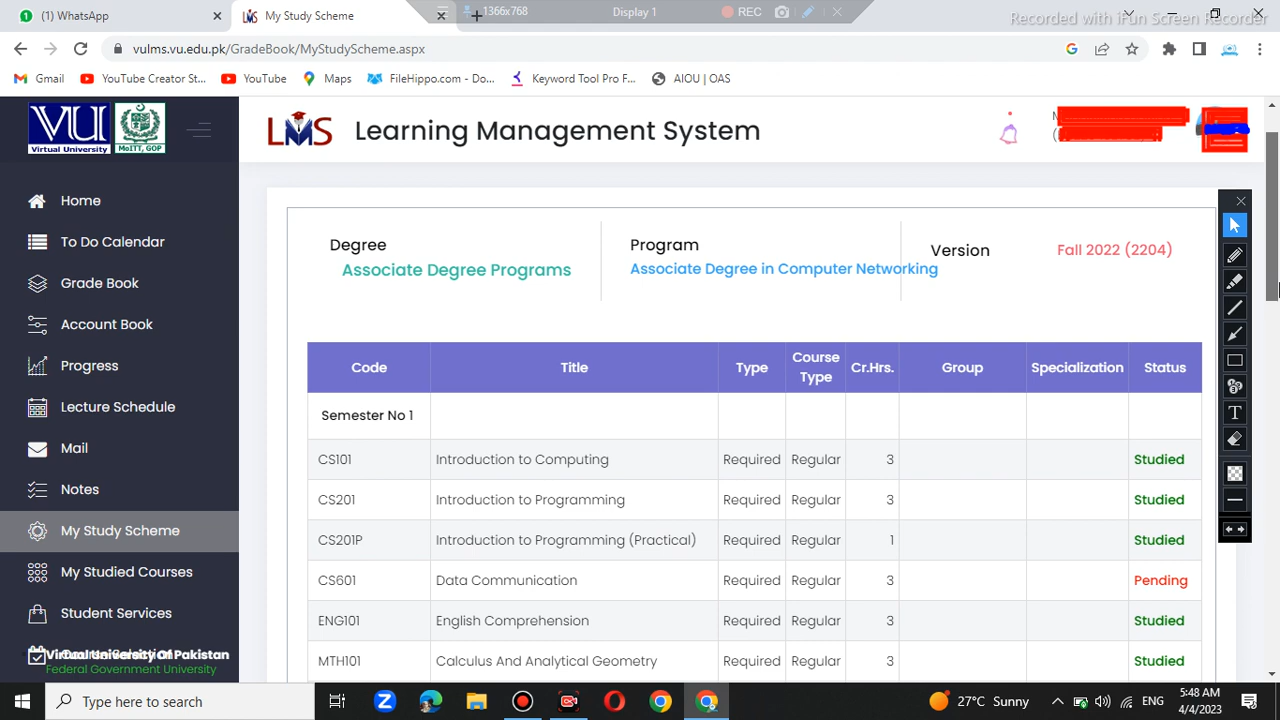 (1) WhatsApp
My Study Scheme
1366x768
Display 1
REC
Recorded with iFun Screen Recorder
vulms.vu.edu.pk/GradeBook/MyStudyScheme.aspx
Gmail
YouTube Creator St...
YouTube
Maps
FileHippo.com - Do...
Keyword Tool Pro F...
AIOU | OAS
VU
Virtual University
MoITT, GOP
LMS
Learning Management System
Home
To Do Calendar
Grade Book
Account Book
Progress
Lecture Schedule
Mail
Notes
My Study Scheme
My Studied Courses
Student Services
Virtual University Of Pakistan
Federal Government University
Degree
Associate Degree Programs
Program
Associate Degree in Computer Networking
Version
Fall 2022 (2204)
Code Title Type Course Type Cr.Hrs. Group Specialization Status
Semester No 1
CS101 Introduction to Computing Required Regular 3 Studied
CS201 Introduction to Programming Required Regular 3 Studied
CS201P Introduction to Programming (Practical) Required Regular 1 Studied
CS601 Data Communication Required Regular 3 Pending
ENG101 English Comprehension Required Regular 3 Studied
MTH101 Calculus And Analytical Geometry Required Regular 3 Studied
Type here to search
27°C Sunny
ENG
5:48 AM
4/4/2023